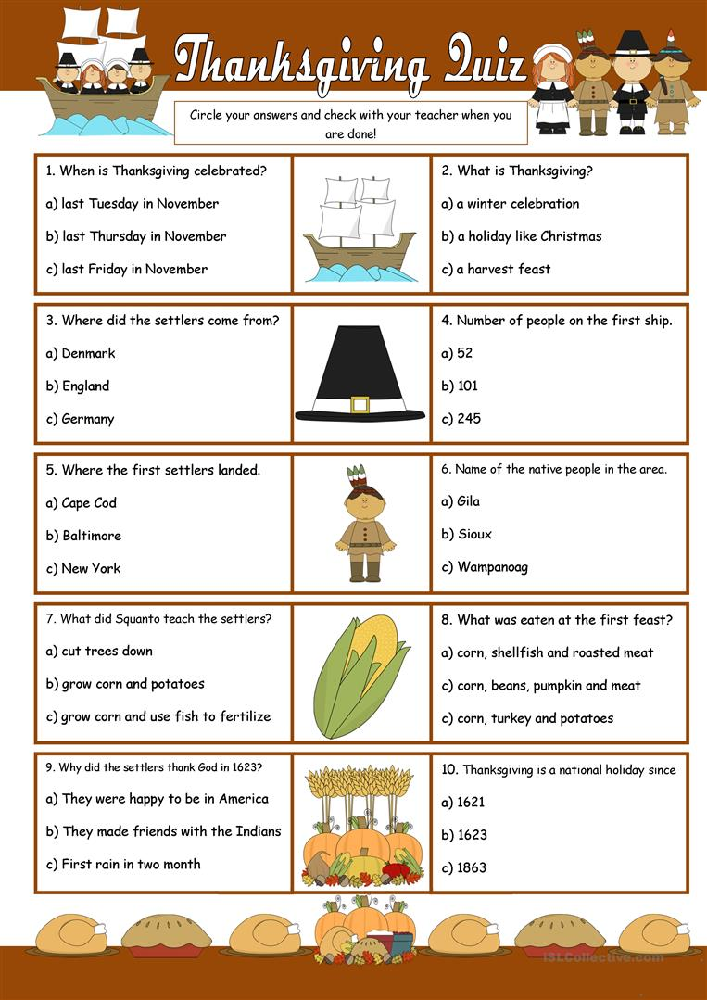 Thanksgiving Quiz
Circle your answers and check with your teacher when you
are done!
1. When is Thanksgiving celebrated?
a) last Tuesday in November
b) last Thursday in November
c) last Friday in November
2. What is Thanksgiving?
a) a winter celebration
b) a holiday like Christmas
c) a harvest feast
3. Where did the settlers come from?
a) Denmark
b) England
c) Germany
4. Number of people on the first ship.
a) 52
b) 101
c) 245
5. Where the first settlers landed.
a) Cape Cod
b) Baltimore
c) New York
6. Name of the native people in the area.
a) Gila
b) Sioux
c) Wampanoag
7. What did Squanto teach the settlers?
a) cut trees down
b) grow corn and potatoes
c) grow corn and use fish to fertilize
8. What was eaten at the first feast?
a) corn, shellfish and roasted meat
c) corn, beans, pumpkin and meat
c) corn, turkey and potatoes
9. Why did the settlers thank God in 1623?
a) They were happy to be in America
b) They made friends with the Indians
c) First rain in two month
10. Thanksgiving is a national holiday since
a) 1621
b) 1623
c) 1863
iSLCollective.com